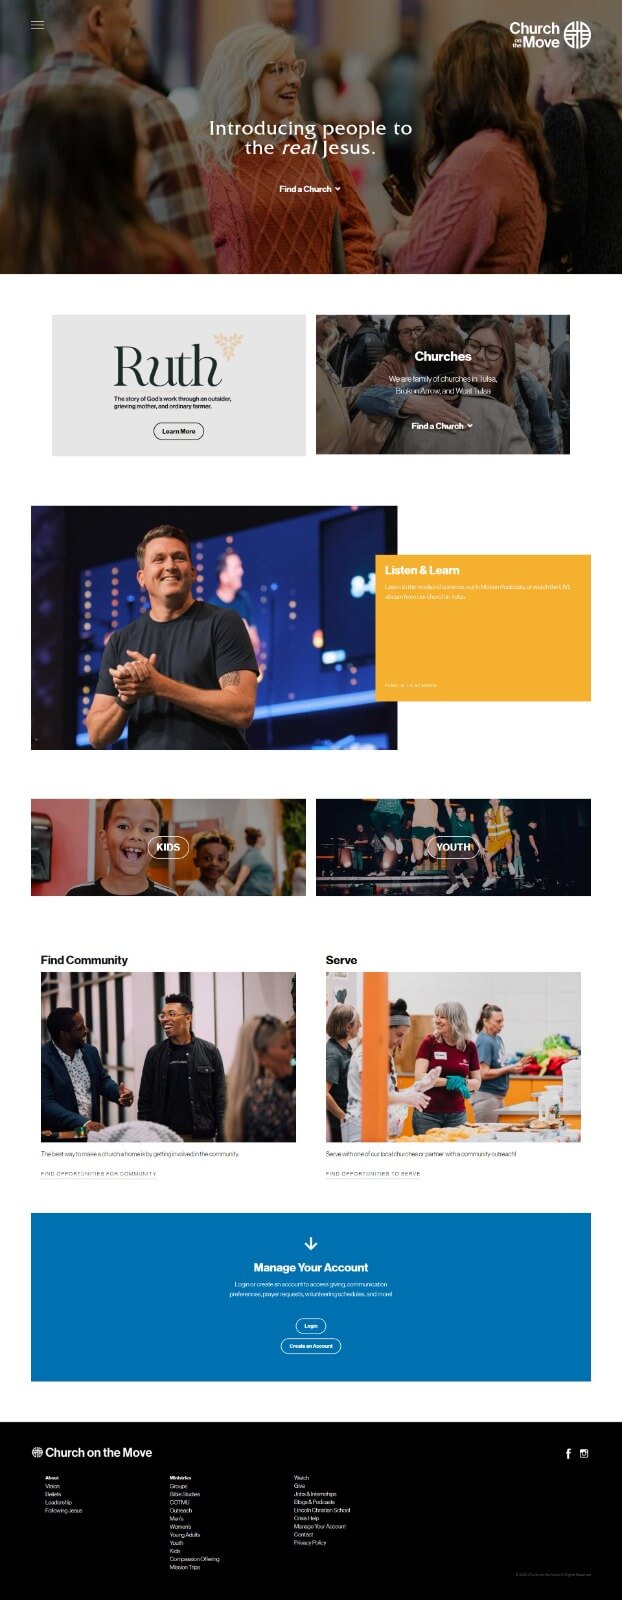 Church
on the Move
Introducing people to
the real Jesus.
Find a Church
Ruth
The story of God's work through an outsider,
grieving mother, and ordinary farmer.
Learn More
Churches
We are family of churches in Tulsa,
Broken Arrow, and West Tulsa
Find a Church
Listen & Learn
Listen to the weekend services, our in Motion Podcasts, or watch the LIVE
stream from our church in Tulsa.
KIDS
YOUTH
Find Community
Serve
The best way to make a church a home is by getting involved in the community.
Serve with one of our local churches or partner with a community outreach!
FIND OPPORTUNITIES FOR COMMUNITY
FIND OPPORTUNITIES TO SERVE
Manage Your Account
Login or create an account to access giving, communication
preferences, prayer requests, volunteering schedules, and more!
Login
Create an Account
Church on the Move
About
Vision
Beliefs
Leadership
Following Jesus
Ministries
Groups
Bible Studies
COTMU
Outreach
Men's
Women's
Young Adults
Youth
Kids
Compassion Offering
Mission Trips
Watch
Give
Jobs & Internships
Blogs & Podcasts
Lincoln Christian School
Crisis Help
Manage Your Account
Contact
Privacy Policy